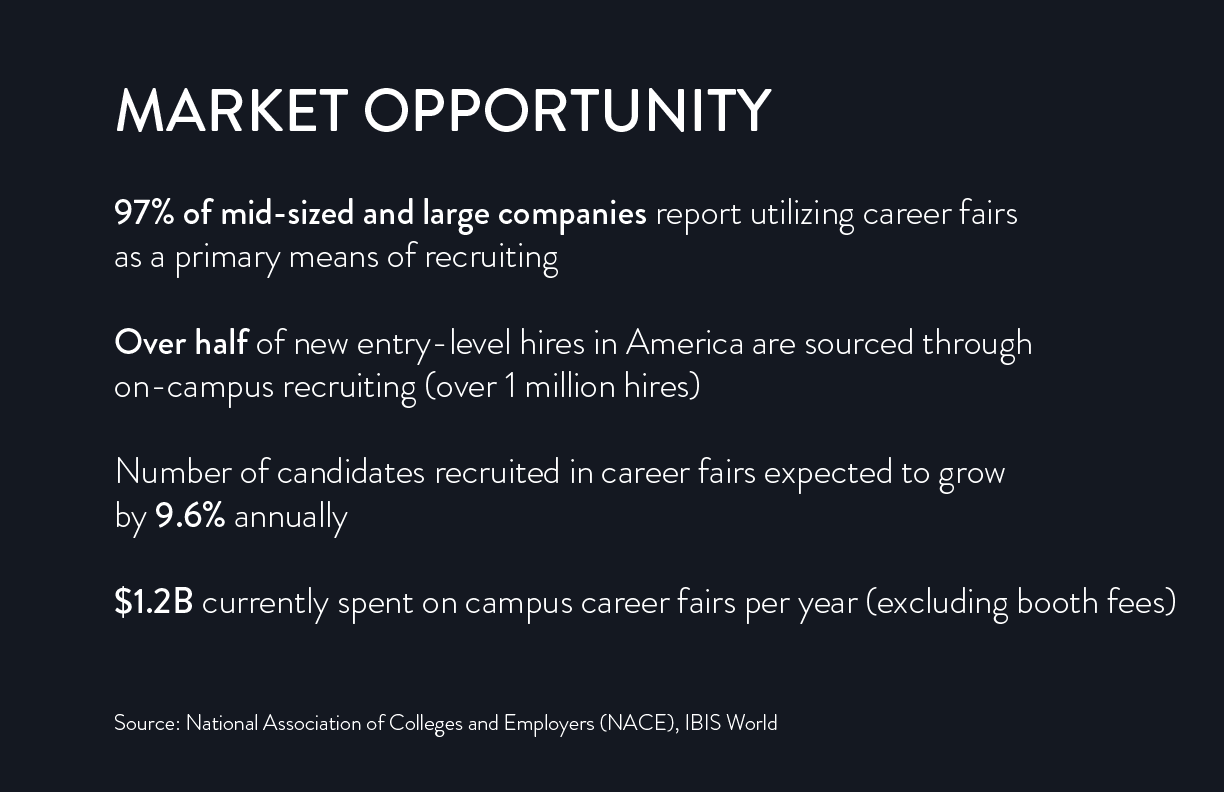 MARKET OPPORTUNITY
97% of mid-sized and large companies report utilizing career fairs
as a primary means of recruiting
Over half of new entry-level hires in America are sourced through
on-campus recruiting (over 1 million hires)
Number of candidates recruited in career fairs expected to grow
by 9.6% annually
$1.2B currently spent on campus career fairs per year (excluding booth fees)
Source: National Association of Colleges and Employers (NACE), IBIS World